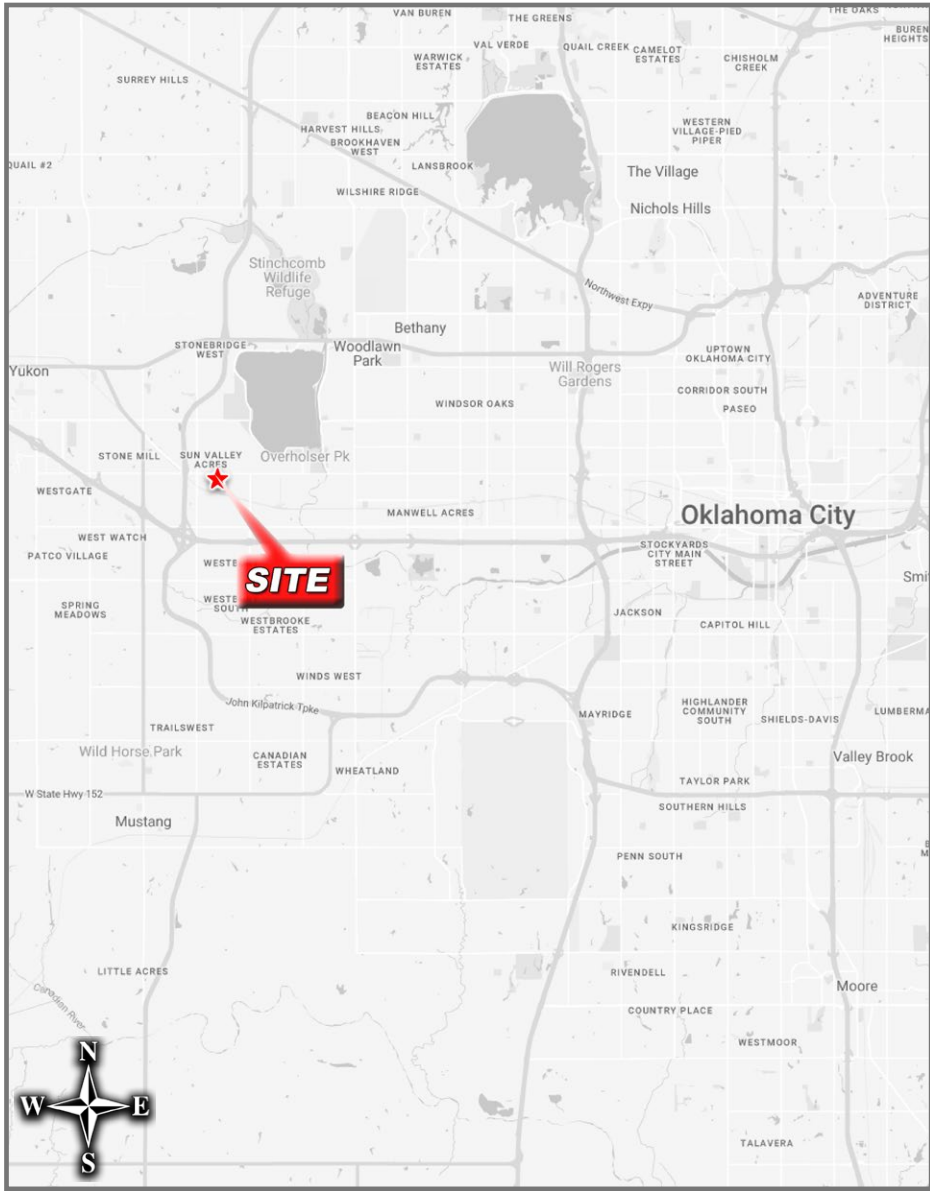 VAN BUREN
THE GREENS
THE OAKS
BUREN
HEIGHTS
VAL VERDE
QUAIL CREEK
CAMELOT
ESTATES
WARWICK
ESTATES
CHISHOLM
CREEK
SURREY HILLS
BEACON HILL
HARVEST HILLS
BROOKHAVEN
WEST
WESTERN
VILLAGE-PIED
PIPER
QUAIL #2
LANSBROOK
The Village
WILSHIRE RIDGE
Nichols Hills
Stinchcomb
Wildlife
Refuge
Northwest Expy
ADVENTURE
DISTRICT
Bethany
STONEBRIDGE
WEST
Woodlawn
Park
UPTOWN
OKLAHOMA CITY
Yukon
Will Rogers
Gardens
CORRIDOR SOUTH
WINDSOR OAKS
PASEO
STONE MILL
SUN VALLEY
ACRES
Overholser Pk
WESTGATE
MANWELL ACRES
Oklahoma City
WEST WATCH
STOCKYARDS
CITY MAIN
STREET
PATCO VILLAGE
WESTE
SITE
Smi
SPRING
MEADOWS
WESTE
SOUTH
WESTBROOKE
ESTATES
JACKSON
CAPITOL HILL
WINDS WEST
John Kilpatrick Tpke
HIGHLANDER
COMMUNITY
SOUTH
MAYRIDGE
SHIELDS-DAVIS
LUMBERMA
TRAILSWEST
Wild Horse Park
CANADIAN
ESTATES
WHEATLAND
Valley Brook
TAYLOR PARK
W State Hwy 152
SOUTHERN HILLS
Mustang
PENN SOUTH
KINGSRIDGE
LITTLE ACRES
RIVENDELL
Moore
Canadian River
COUNTRY PLACE
WESTMOOR
N
W
E
S
TALAVERA